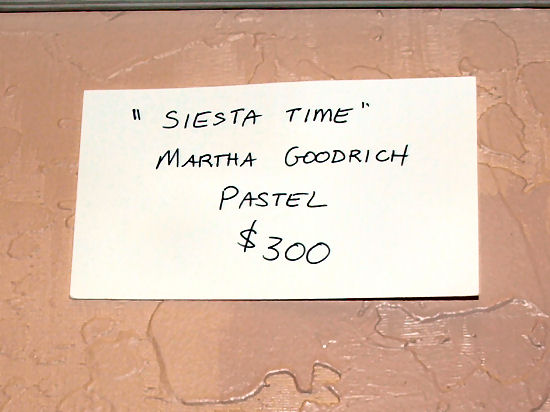 "SIESTA TIME"
MARTHA GOODRICH
PASTEL
$300